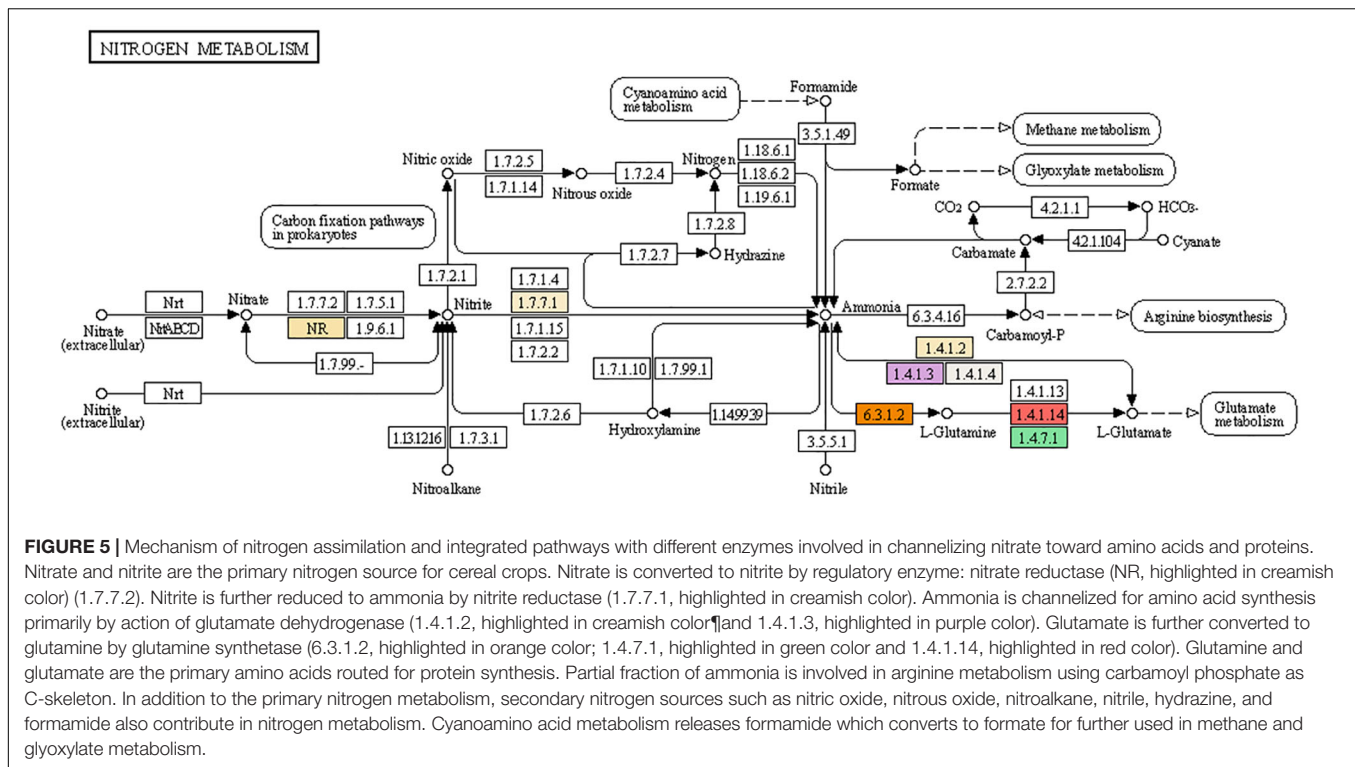 NITROGEN METABOLISM
Cyanoamino acid
metabolism
Formamide
3.5.1.49
Methane metabolism
Glyoxylate metabolism
Formate
Nitric oxide
1.7.2.5
1.7.1.14
Nitrous oxide
1.7.2.4
Nitrogen
1.18.6.1
1.18.6.2
1.19.6.1
CO2
4.2.1.1
HCO3-
Carbon fixation pathways
in prokaryotes
1.7.2.8
1.7.2.7
Hydrazine
Carbamate
4.2.1.104
Cyanate
1.7.2.1
2.7.2.2
Nrt
NrtABCD
Nitrate
(extracellular)
Nitrate
1.7.7.2
1.7.5.1
NR
1.9.6.1
1.7.99.-
Nitrite
1.7.1.4
1.7.7.1
1.7.1.15
1.7.2.2
Ammonia
6.3.4.16
Carbamoyl-P
Arginine biosynthesis
1.4.1.2
1.4.1.3
1.4.1.4
Nrt
Nitrite
(extracellular)
1.7.1.10
1.7.99.1
1.7.2.6
Hydroxylamine
1.14.99.39
6.3.1.2
L-Glutamine
1.4.1.13
1.4.1.14
1.4.7.1
L-Glutamate
Glutamate
metabolism
1.13.12.16
1.7.3.1
Nitroalkane
3.5.5.1
Nitrile
FIGURE 5 | Mechanism of nitrogen assimilation and integrated pathways with different enzymes involved in channelizing nitrate toward amino acids and proteins.
Nitrate and nitrite are the primary nitrogen source for cereal crops. Nitrate is converted to nitrite by regulatory enzyme: nitrate reductase (NR, highlighted in creamish
color) (1.7.7.2). Nitrite is further reduced to ammonia by nitrite reductase (1.7.7.1, highlighted in creamish color). Ammonia is channelized for amino acid synthesis
primarily by action of glutamate dehydrogenase (1.4.1.2, highlighted in creamish color¶and 1.4.1.3, highlighted in purple color). Glutamate is further converted to
glutamine by glutamine synthetase (6.3.1.2, highlighted in orange color; 1.4.7.1, highlighted in green color and 1.4.1.14, highlighted in red color). Glutamine and
glutamate are the primary amino acids routed for protein synthesis. Partial fraction of ammonia is involved in arginine metabolism using carbamoyl phosphate as
C-skeleton. In addition to the primary nitrogen metabolism, secondary nitrogen sources such as nitric oxide, nitrous oxide, nitroalkane, nitrile, hydrazine, and
formamide also contribute in nitrogen metabolism. Cyanoamino acid metabolism releases formamide which converts to formate for further used in methane and
glyoxylate metabolism.